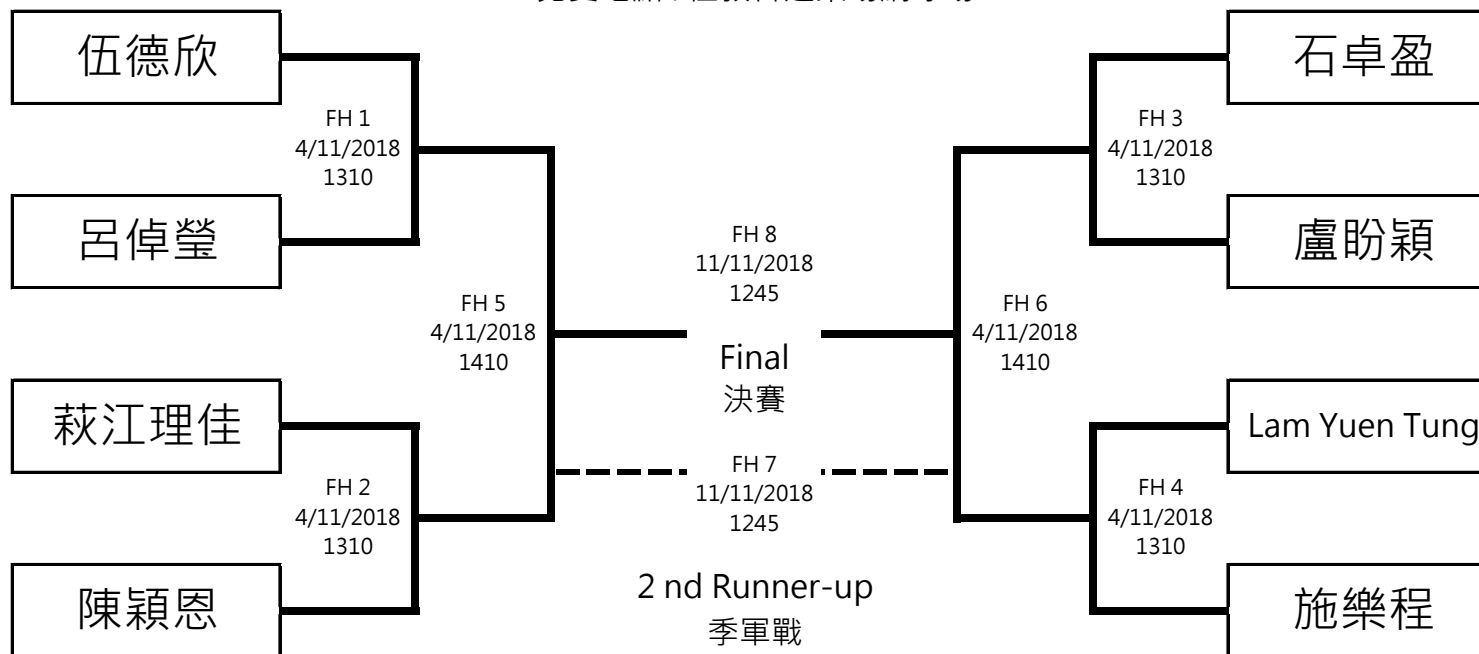 伍德欣
FH 1
4/11/2018
1310
呂倬瑩
FH 5
4/11/2018
1410
萩江理佳
FH 2
4/11/2018
1310
陳穎恩
FH 8
11/11/2018
1245
Final
決賽
FH 7
11/11/2018
1245
2 nd Runner-up
季軍戰
石卓盈
FH 3
4/11/2018
1310
盧盼穎
FH 6
4/11/2018
1410
Lam Yuen Tung
FH 4
4/11/2018
1310
施樂程